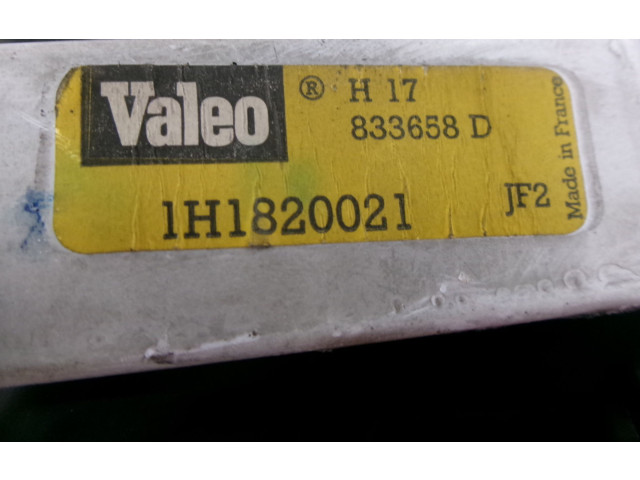 Valeo ® H 17
833658 D
1H1820021 JF2
Made in France